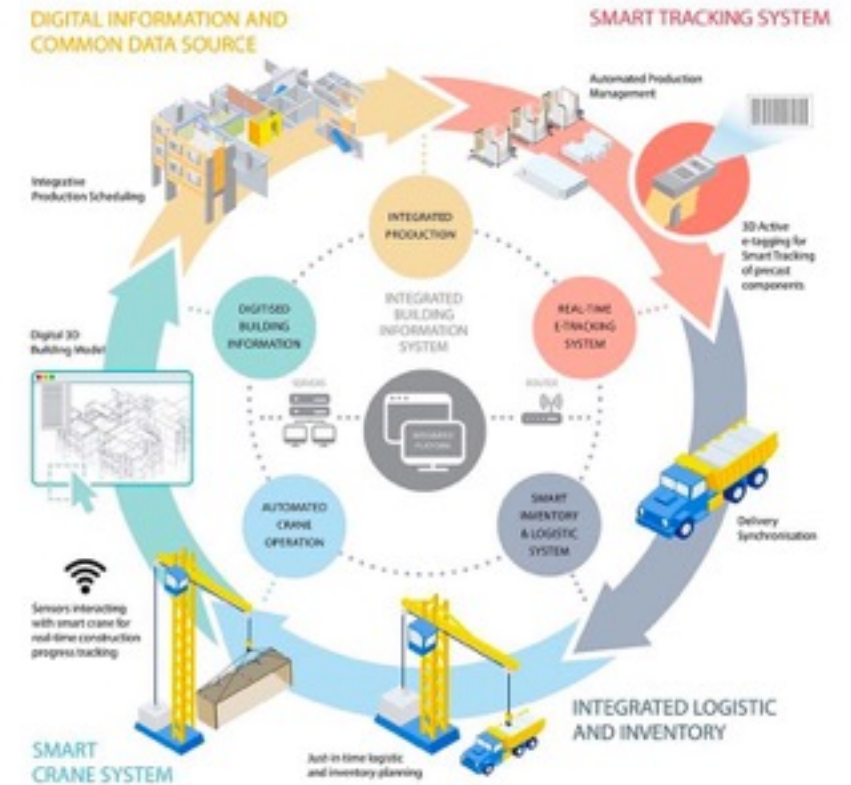 DIGITAL INFORMATION AND
COMMON DATA SOURCE
SMART TRACKING SYSTEM
Automated Production
Management
Integrative
Production Scheduling
INTEGRATED
PRODUCTION
3D Active
e-tagging for
Smart Tracking
of precast
components
DIGITISED
BUILDING
INFORMATION
INTEGRATED
BUILDING
INFORMATION
SYSTEM
REAL-TIME
E-TRACKING
SYSTEM
Digital 3D
Building Model
SERVERS
ROUTER
INTEGRATED
PLATFORM
AUTOMATED
CRANE
OPERATION
SMART
INVENTORY
& LOGISTIC
SYSTEM
Delivery
Synchronisation
Sensors interacting
with smart crane for
real-time construction
progress tracking
INTEGRATED LOGISTIC
AND INVENTORY
SMART
CRANE SYSTEM
Just-in time logistic
and inventory planning